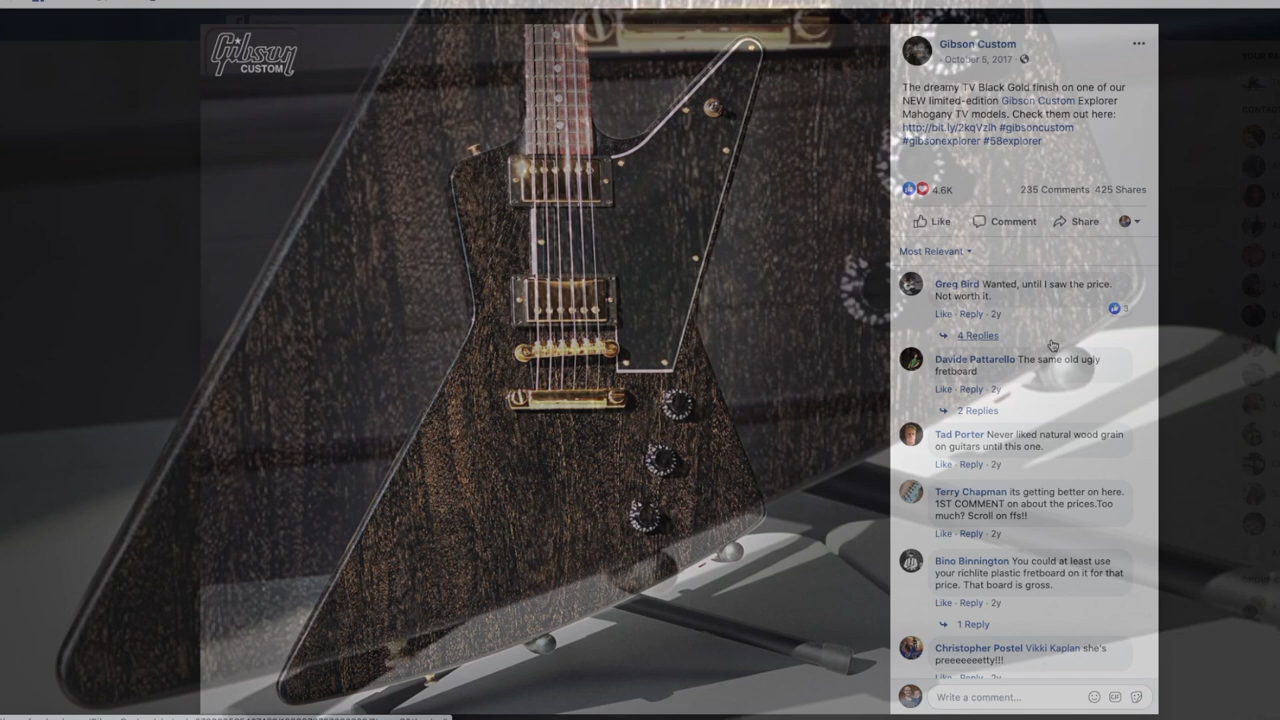 Gibson
CUSTOM
Gibson Custom
October 5, 2017
The dreamy TV Black Gold finish on one of our
NEW limited-edition Gibson Custom Explorer
Mahogany TV models. Check them out here:
http://bit.ly/2kqVzlh #gibsoncustom
#gibsonexplorer #58explorer
4.6K 235 Comments 425 Shares
Like Comment Share
Most Relevant
Greg Bird Wanted, until I saw the price.
Not worth it.
3
Like · Reply · 2y
4 Replies
Davide Pattarello The same old ugly
fretboard
Like · Reply · 2y
2 Replies
Tad Porter Never liked natural wood grain
on guitars until this one.
Like · Reply · 2y
Terry Chapman its getting better on here.
1ST COMMENT on about the prices.Too
much? Scroll on ffs!!
Like · Reply · 2y
Bino Binnington You could at least use
your richlite plastic fretboard on it for that
price. That board is gross.
Like · Reply · 2y
1 Reply
Christopher Postel Vikki Kaplan she's
preeeeeeetty!!!
Like · Reply · 2y
Write a comment...
GIF